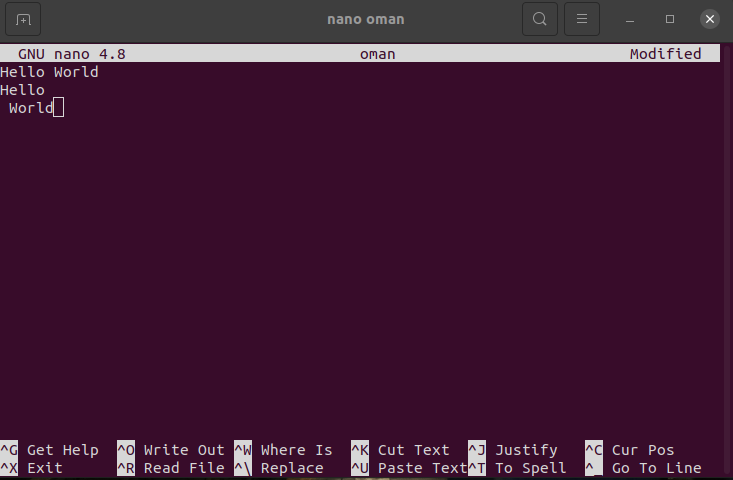 nano oman
GNU nano 4.8 oman Modified
Hello World
Hello
 World
^G Get Help ^O Write Out ^W Where Is ^K Cut Text ^J Justify ^C Cur Pos
^X Exit ^R Read File ^\ Replace ^U Paste Text ^T To Spell ^_ Go To Line